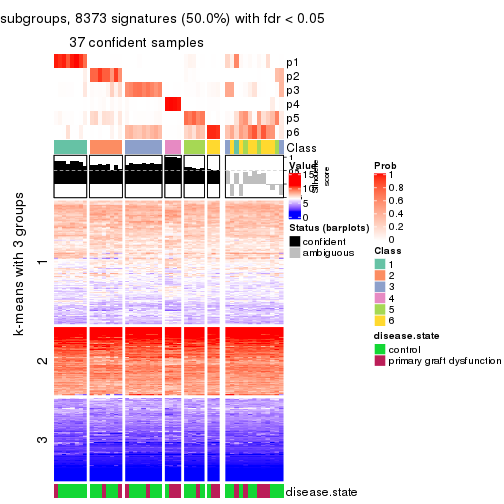 subgroups, 8373 signatures (50.0%) with fdr < 0.05
37 confident samples
p1
p2
p3
p4
p5
p6
Class
1
0.5
Silhouette
score
k-means with 3 groups
1
2
3
disease.state
Value
15
10
5
0
Status (barplots)
confident
ambiguous
Prob
1
0.8
0.6
0.4
0.2
0
Class
1
2
3
4
5
6
disease.state
control
primary graft dysfunction